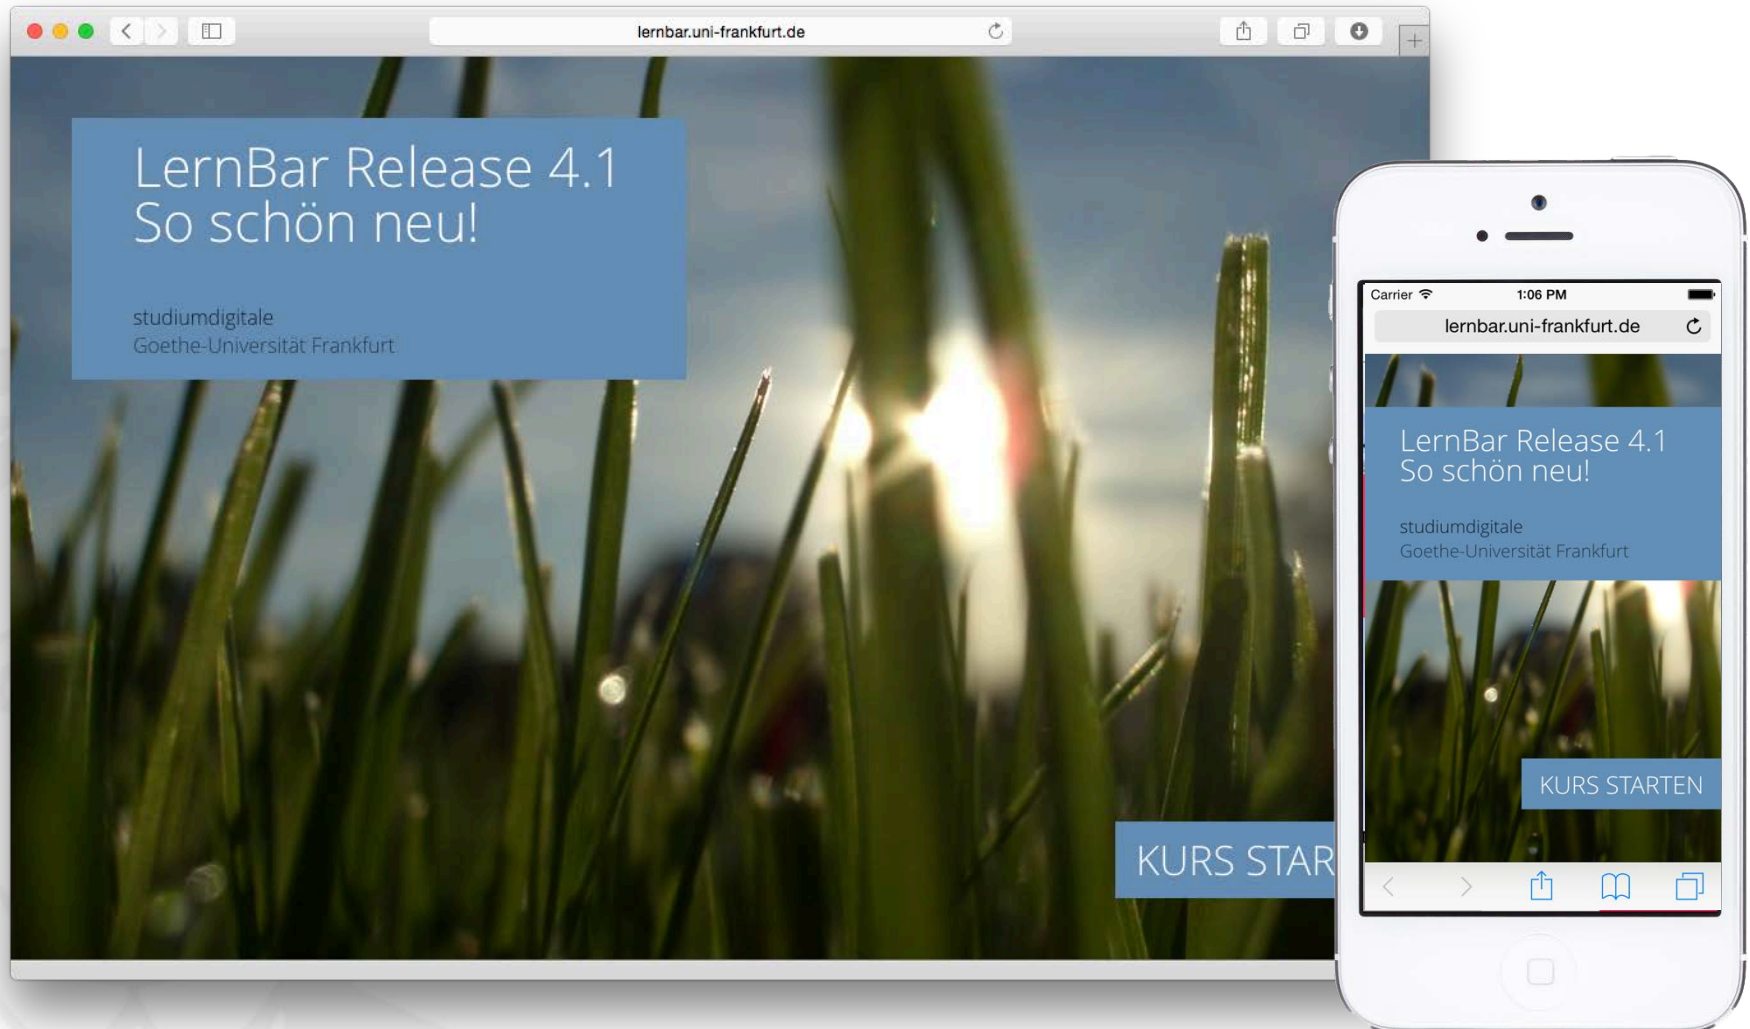 lernbar.uni-frankfurt.de
LernBar Release 4.1
So schön neu!
studiumdigitale
Goethe-Universität Frankfurt
KURS STAR
Carrier 1:06 PM
lernbar.uni-frankfurt.de
LernBar Release 4.1
So schön neu!
studiumdigitale
Goethe-Universität Frankfurt
KURS STARTEN